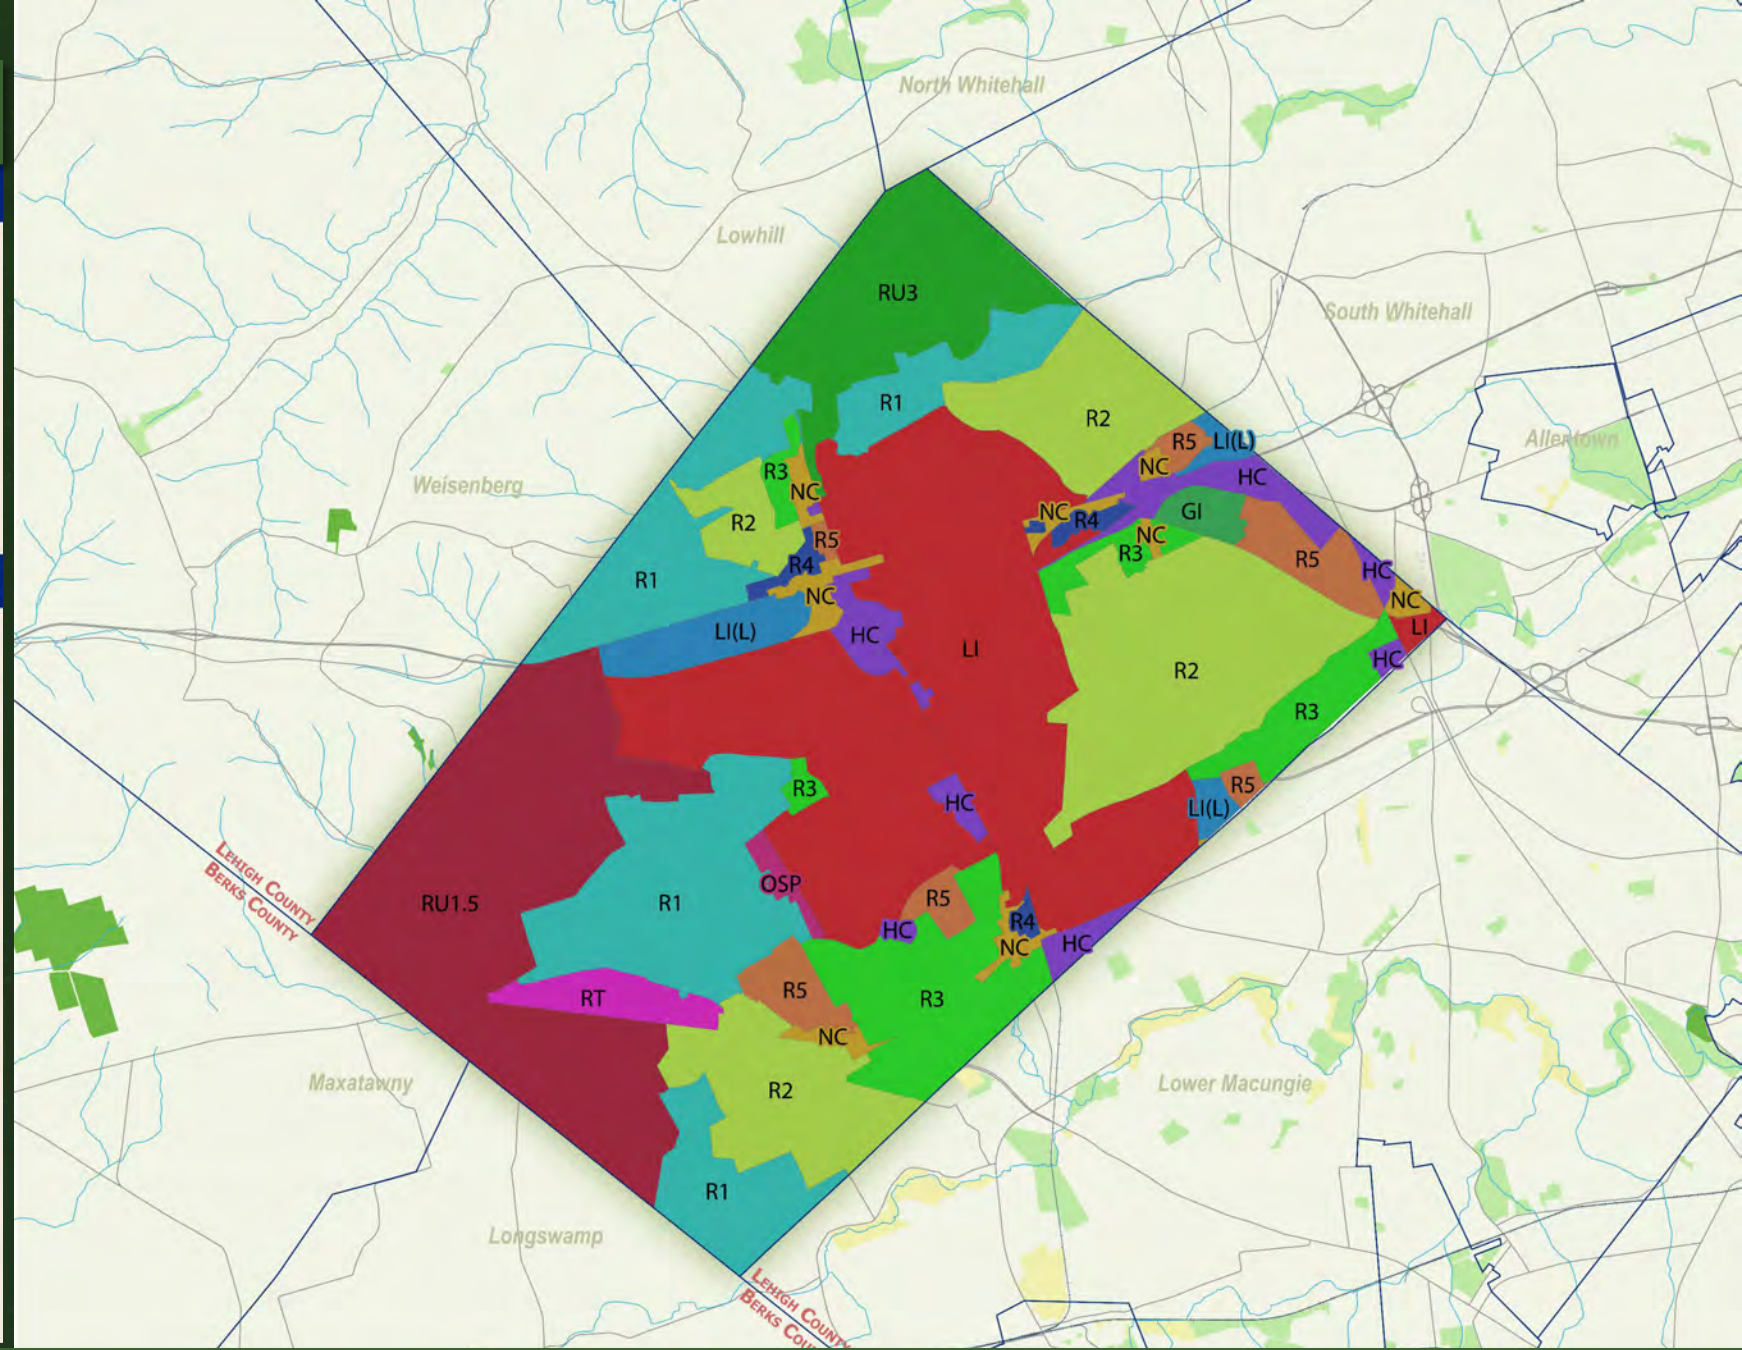 North Whitehall
Lowhill
RU3
South Whitehall
R1
R2
Allentown
R5
LI(L)
NC
R3
HC
Weisenberg
NC
NC
R4
GI
R2
NC
R5
R3
R5
R4
HC
R1
NC
NC
LI(L)
HC
LI
LI
HC
R2
R3
R3
R5
HC
LI(L)
LEHIGH COUNTY
BERKS COUNTY
OSP
RU1.5
R1
R5
R4
HC
NC
HC
R5
RT
R3
NC
Maxatawny
R2
Lower Macungie
R1
Longswamp
LEHIGH COUNTY
BERKS COU